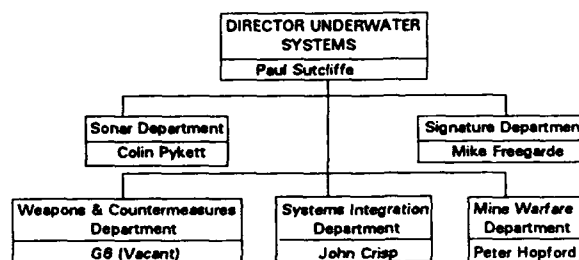 DIRECTOR UNDERWATER
SYSTEMS
Paul Sutcliffe
Sonar Department
Colin Pykett
Signature Department
Mike Freegarde
Weapons & Countermeasures
Department
G6 (Vacant)
Systems Integration
Department
John Crisp
Mine Warfare
Department
Peter Hopford